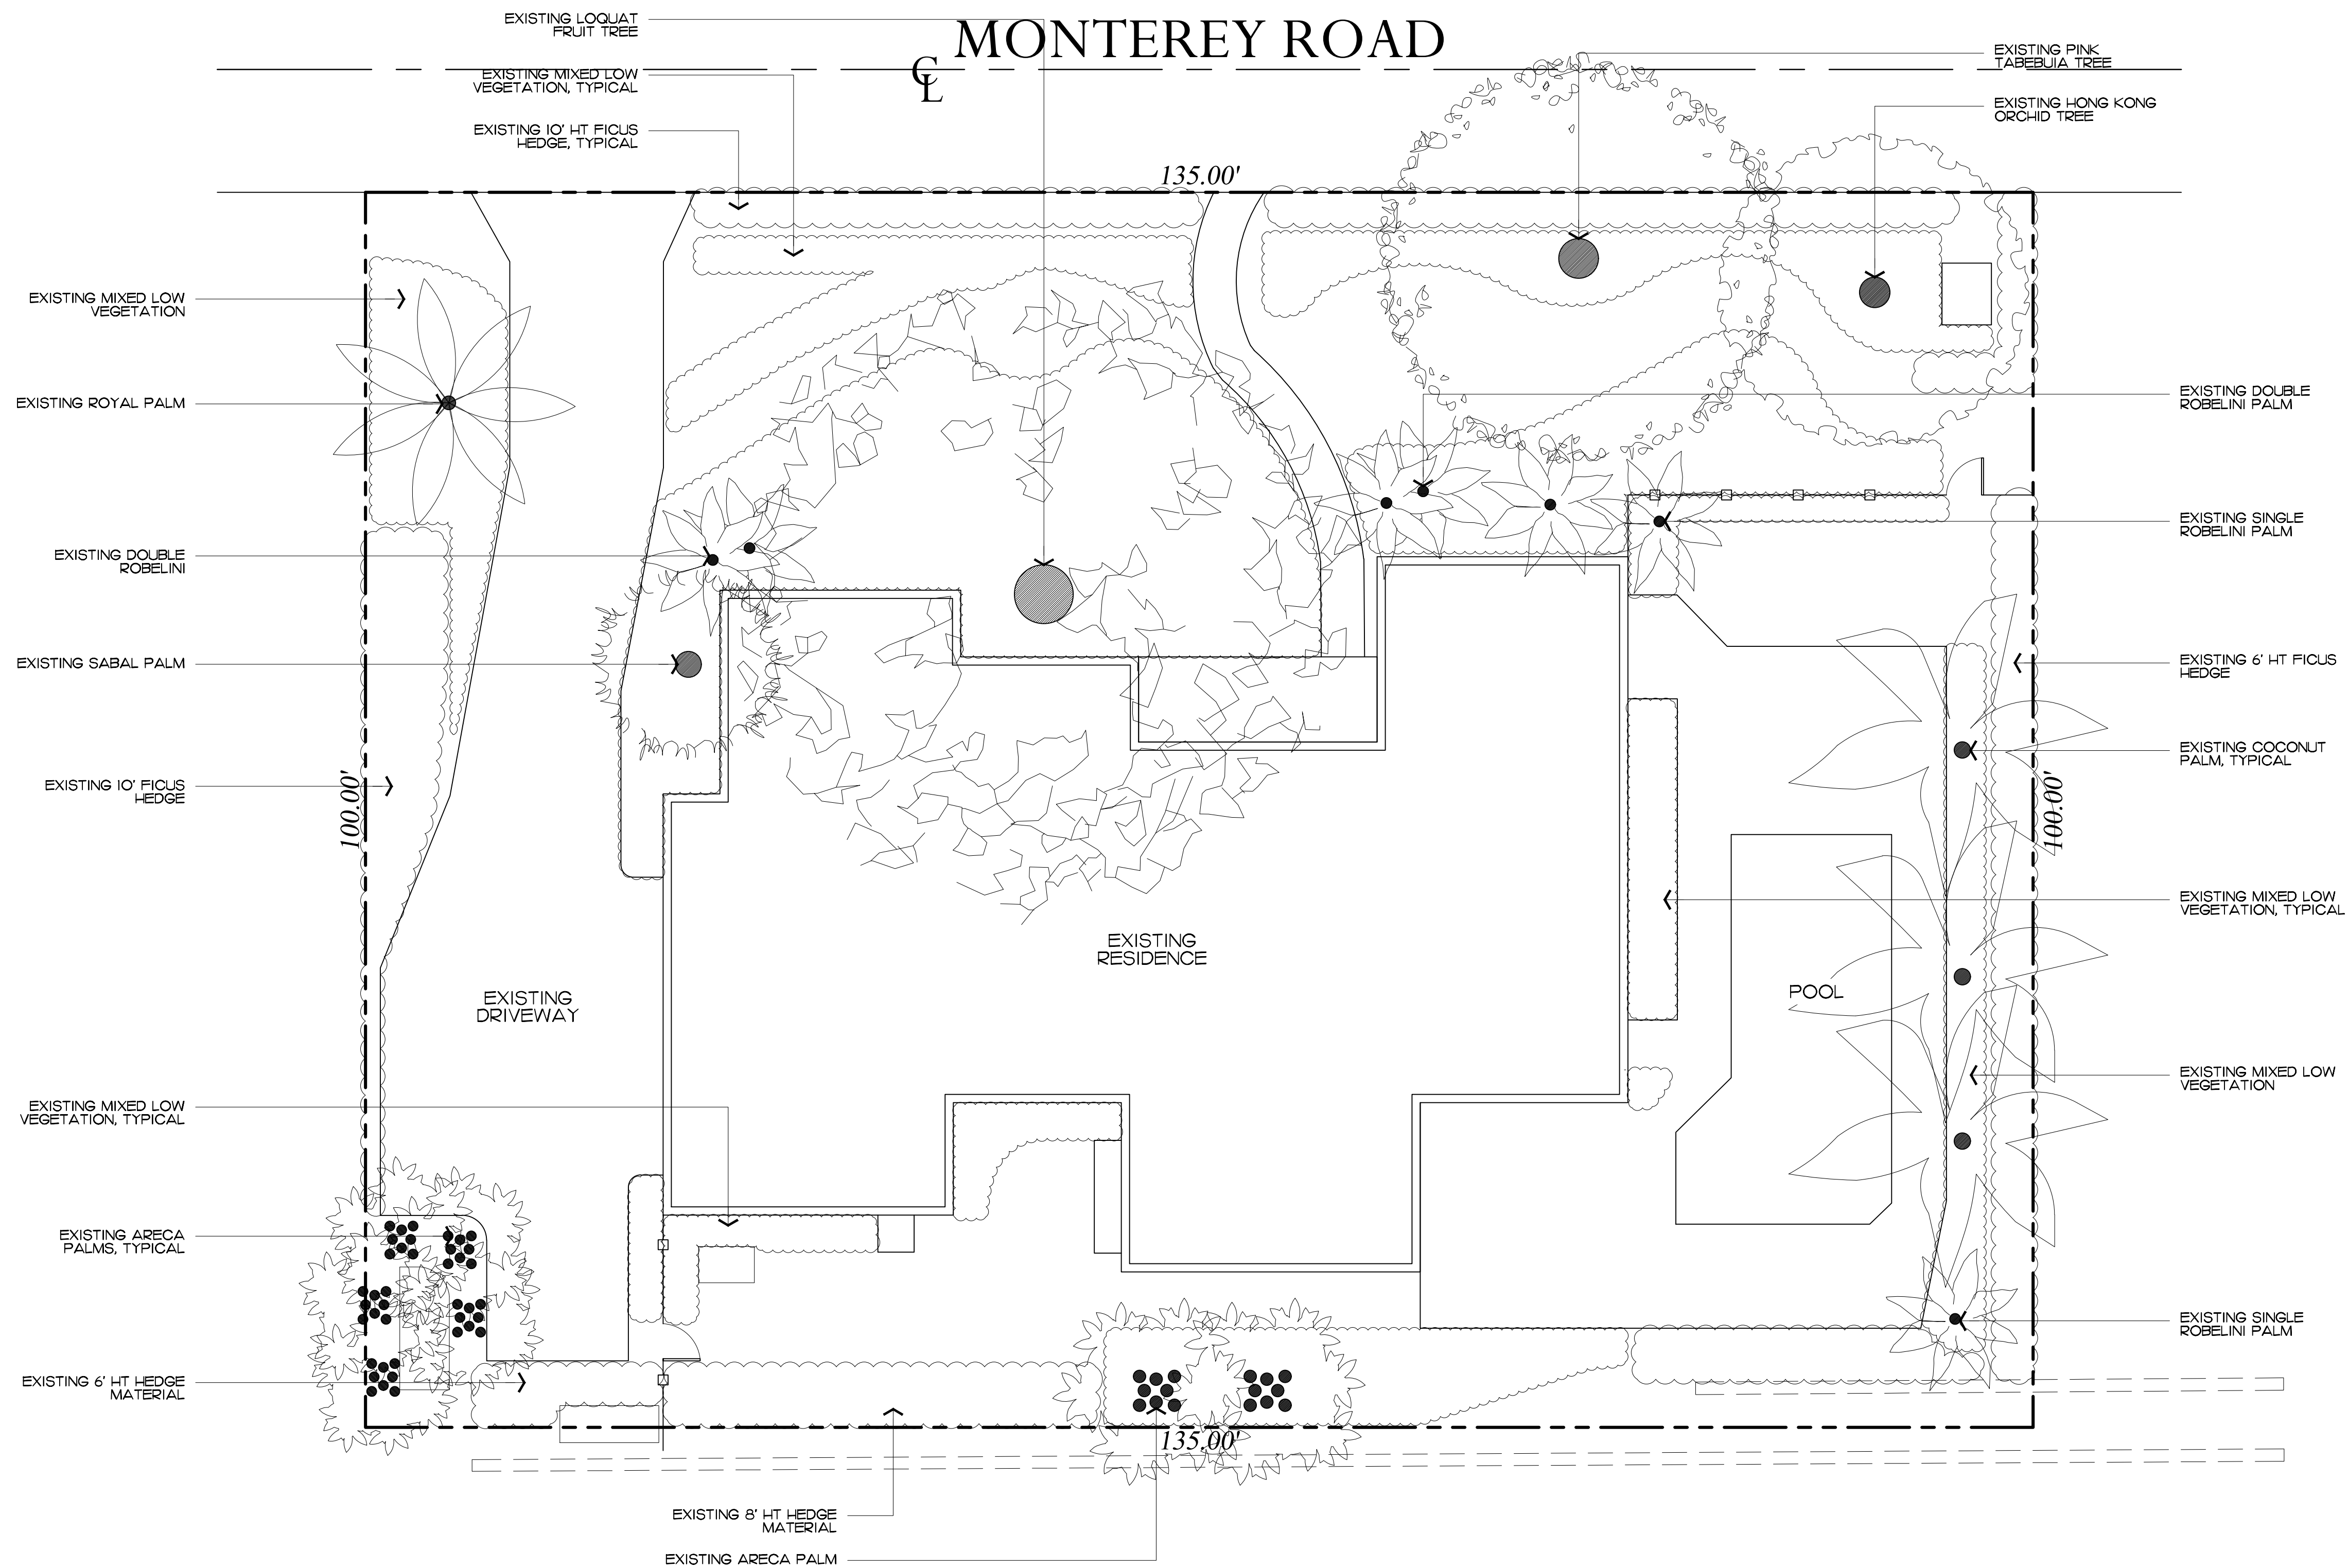 EXISTING LOQUAT
FRUIT TREE
MONTEREY ROAD
CL
EXISTING MIXED LOW
VEGETATION, TYPICAL
EXISTING 10' HT FICUS
HEDGE, TYPICAL
EXISTING PINK
TABEBUIA TREE
EXISTING HONG KONG
ORCHID TREE
135.00'
EXISTING MIXED LOW
VEGETATION
EXISTING ROYAL PALM
EXISTING DOUBLE
ROBELINI
EXISTING SABAL PALM
EXISTING 10' FICUS
HEDGE
100.00'
EXISTING MIXED LOW
VEGETATION, TYPICAL
EXISTING ARECA
PALMS, TYPICAL
EXISTING 6' HT HEDGE
MATERIAL
EXISTING
DRIVEWAY
EXISTING
RESIDENCE
POOL
EXISTING DOUBLE
ROBELINI PALM
EXISTING SINGLE
ROBELINI PALM
EXISTING 6' HT FICUS
HEDGE
EXISTING COCONUT
PALM, TYPICAL
100.00'
EXISTING MIXED LOW
VEGETATION, TYPICAL
EXISTING MIXED LOW
VEGETATION
EXISTING SINGLE
ROBELINI PALM
135.00'
EXISTING 8' HT HEDGE
MATERIAL
EXISTING ARECA PALM